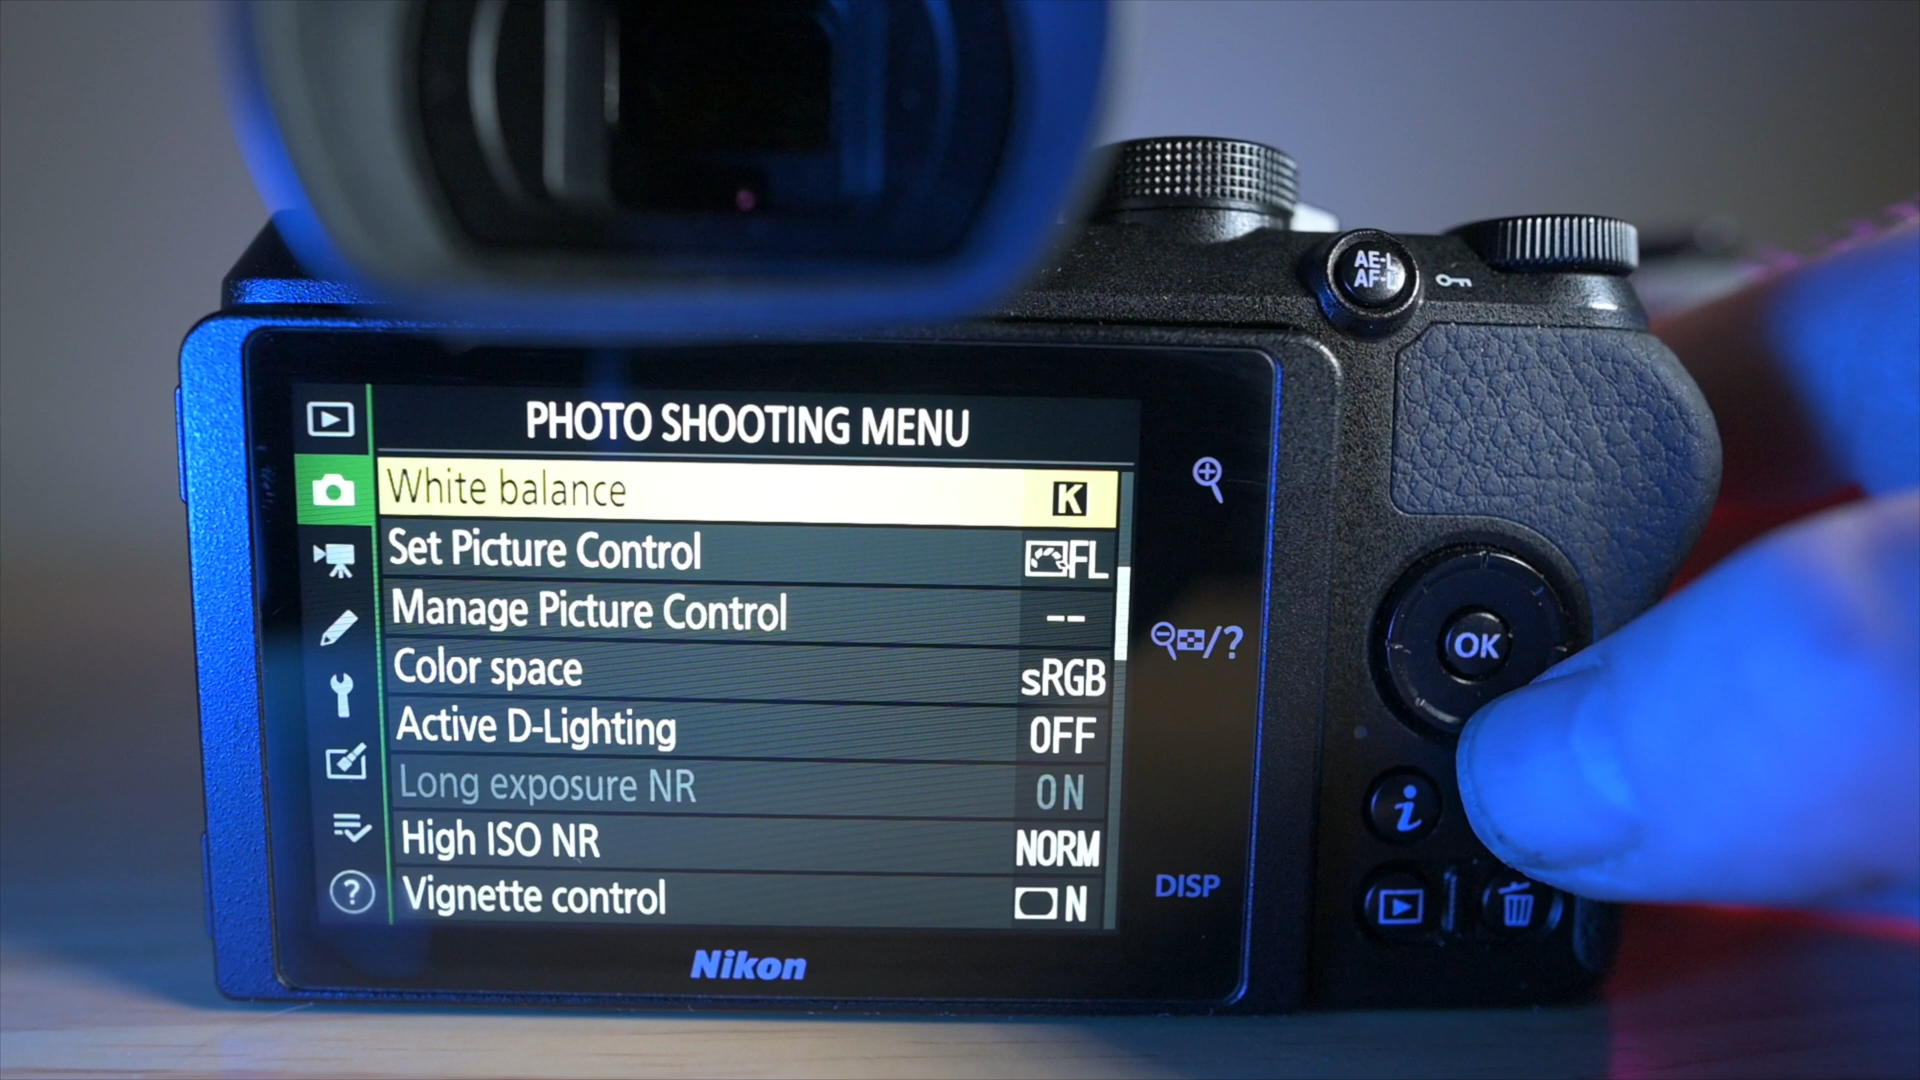 AE-L
AF-L
PHOTO SHOOTING MENU
White balance K
Set Picture Control FL
Manage Picture Control --
Color space sRGB
Active D-Lighting OFF
Long exposure NR ON
High ISO NR NORM
Vignette control N
OK
/?
i
DISP
?
Nikon